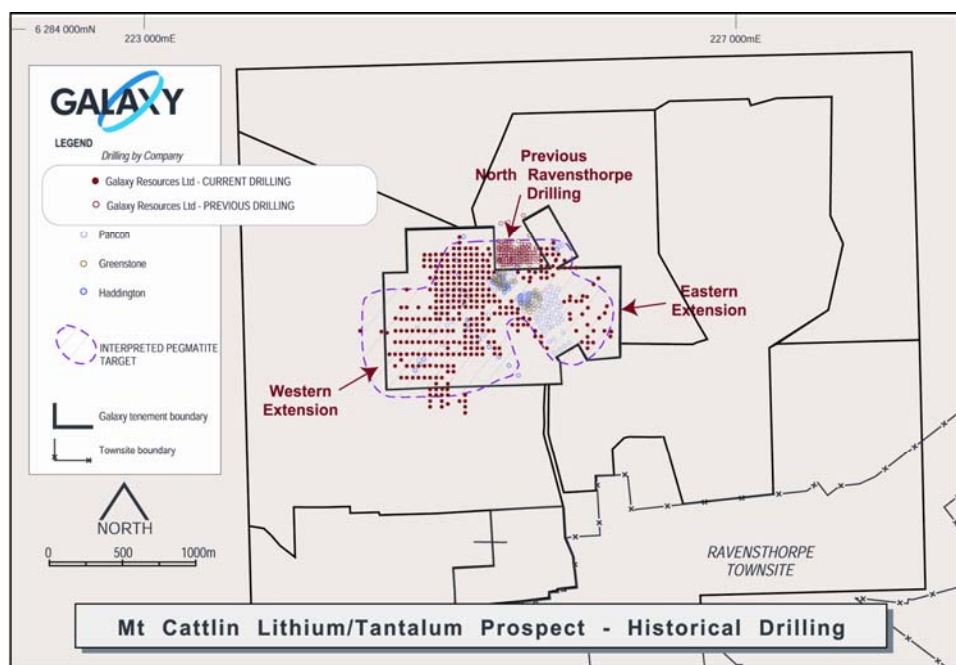 6 284 000mN
223 000mE
227 000mE
GALAXY
LEGEND
Drilling by Company
Galaxy Resources Ltd - CURRENT DRILLING
Galaxy Resources Ltd - PREVIOUS DRILLING
Pancon
Greenstone
Haddington
INTERPRETED PEGMATITE
TARGET
Galaxy tenement boundary
Townsite boundary
NORTH
0 500 1000m
Previous
North Ravensthorpe
Drilling
Eastern
Extension
Western
Extension
RAVENSTHORPE
TOWNSITE
Mt Cattlin Lithium/Tantalum Prospect - Historical Drilling